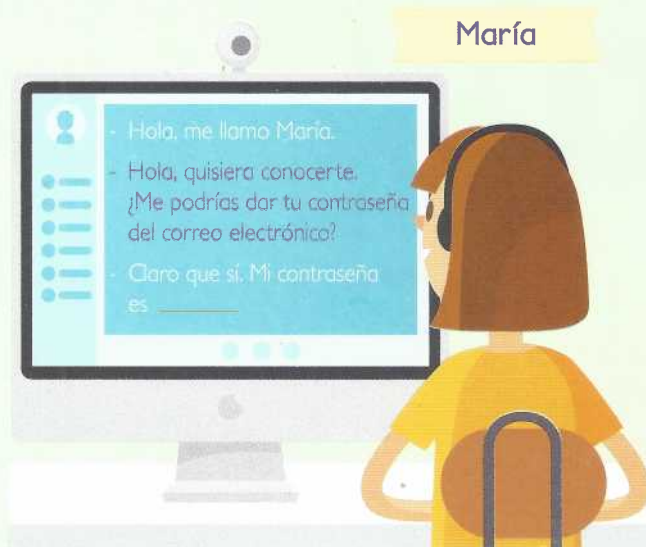 María
- Hola, me llamo María.
- Hola, quisiera conocerte.
¿Me podrías dar tu contraseña
del correo electrónico?
- Claro que sí. Mi contraseña
es ________